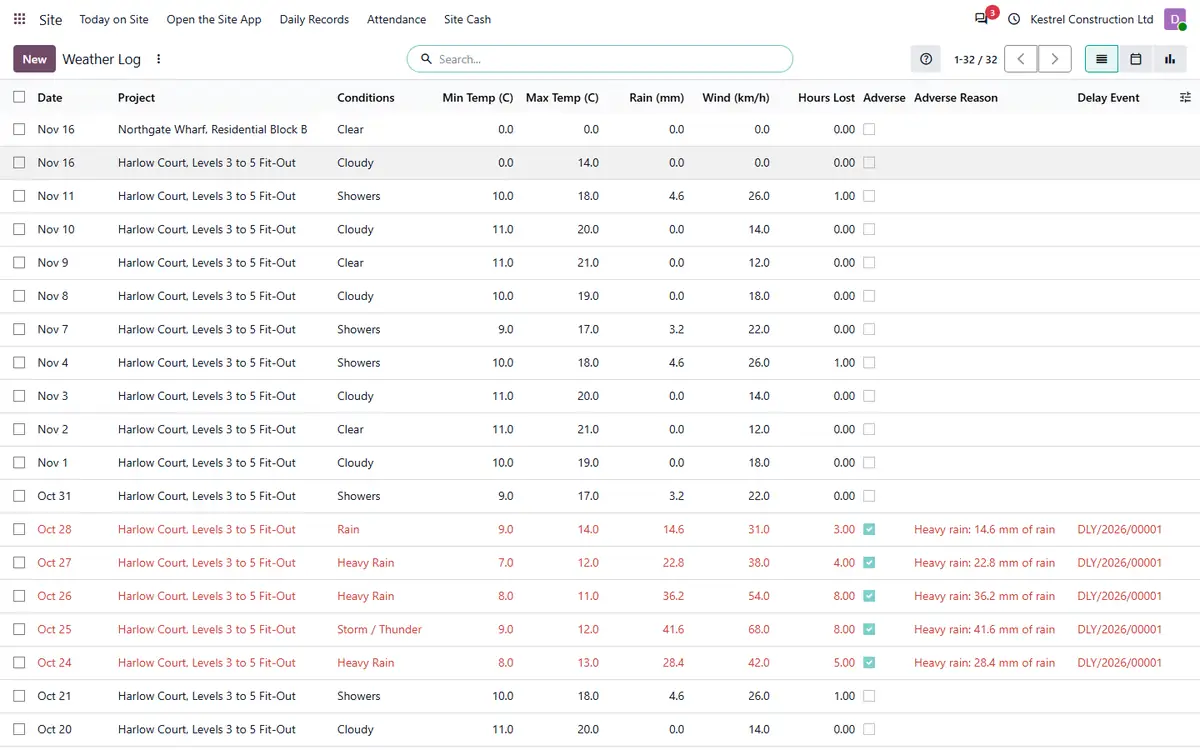 Site Today on Site Open the Site App Daily Records Attendance Site Cash 3 Kestrel Construction Ltd D
New Weather Log Search... 1-32 / 32
Date Project Conditions Min Temp (C) Max Temp (C) Rain (mm) Wind (km/h) Hours Lost Adverse Adverse Reason Delay Event
Nov 16 Northgate Wharf, Residential Block B Clear 0.0 0.0 0.0 0.0 0.00
Nov 16 Harlow Court, Levels 3 to 5 Fit-Out Cloudy 0.0 14.0 0.0 0.0 0.00
Nov 11 Harlow Court, Levels 3 to 5 Fit-Out Showers 10.0 18.0 4.6 26.0 1.00
Nov 10 Harlow Court, Levels 3 to 5 Fit-Out Cloudy 11.0 20.0 0.0 14.0 0.00
Nov 9 Harlow Court, Levels 3 to 5 Fit-Out Clear 11.0 21.0 0.0 12.0 0.00
Nov 8 Harlow Court, Levels 3 to 5 Fit-Out Cloudy 10.0 19.0 0.0 18.0 0.00
Nov 7 Harlow Court, Levels 3 to 5 Fit-Out Showers 9.0 17.0 3.2 22.0 0.00
Nov 4 Harlow Court, Levels 3 to 5 Fit-Out Showers 10.0 18.0 4.6 26.0 1.00
Nov 3 Harlow Court, Levels 3 to 5 Fit-Out Cloudy 11.0 20.0 0.0 14.0 0.00
Nov 2 Harlow Court, Levels 3 to 5 Fit-Out Clear 11.0 21.0 0.0 12.0 0.00
Nov 1 Harlow Court, Levels 3 to 5 Fit-Out Cloudy 10.0 19.0 0.0 18.0 0.00
Oct 31 Harlow Court, Levels 3 to 5 Fit-Out Showers 9.0 17.0 3.2 22.0 0.00
Oct 28 Harlow Court, Levels 3 to 5 Fit-Out Rain 9.0 14.0 14.6 31.0 3.00 Heavy rain: 14.6 mm of rain DLY/2026/00001
Oct 27 Harlow Court, Levels 3 to 5 Fit-Out Heavy Rain 7.0 12.0 22.8 38.0 4.00 Heavy rain: 22.8 mm of rain DLY/2026/00001
Oct 26 Harlow Court, Levels 3 to 5 Fit-Out Heavy Rain 8.0 11.0 36.2 54.0 8.00 Heavy rain: 36.2 mm of rain DLY/2026/00001
Oct 25 Harlow Court, Levels 3 to 5 Fit-Out Storm / Thunder 9.0 12.0 41.6 68.0 8.00 Heavy rain: 41.6 mm of rain DLY/2026/00001
Oct 24 Harlow Court, Levels 3 to 5 Fit-Out Heavy Rain 8.0 13.0 28.4 42.0 5.00 Heavy rain: 28.4 mm of rain DLY/2026/00001
Oct 21 Harlow Court, Levels 3 to 5 Fit-Out Showers 10.0 18.0 4.6 26.0 1.00
Oct 20 Harlow Court, Levels 3 to 5 Fit-Out Cloudy 11.0 20.0 0.0 14.0 0.00